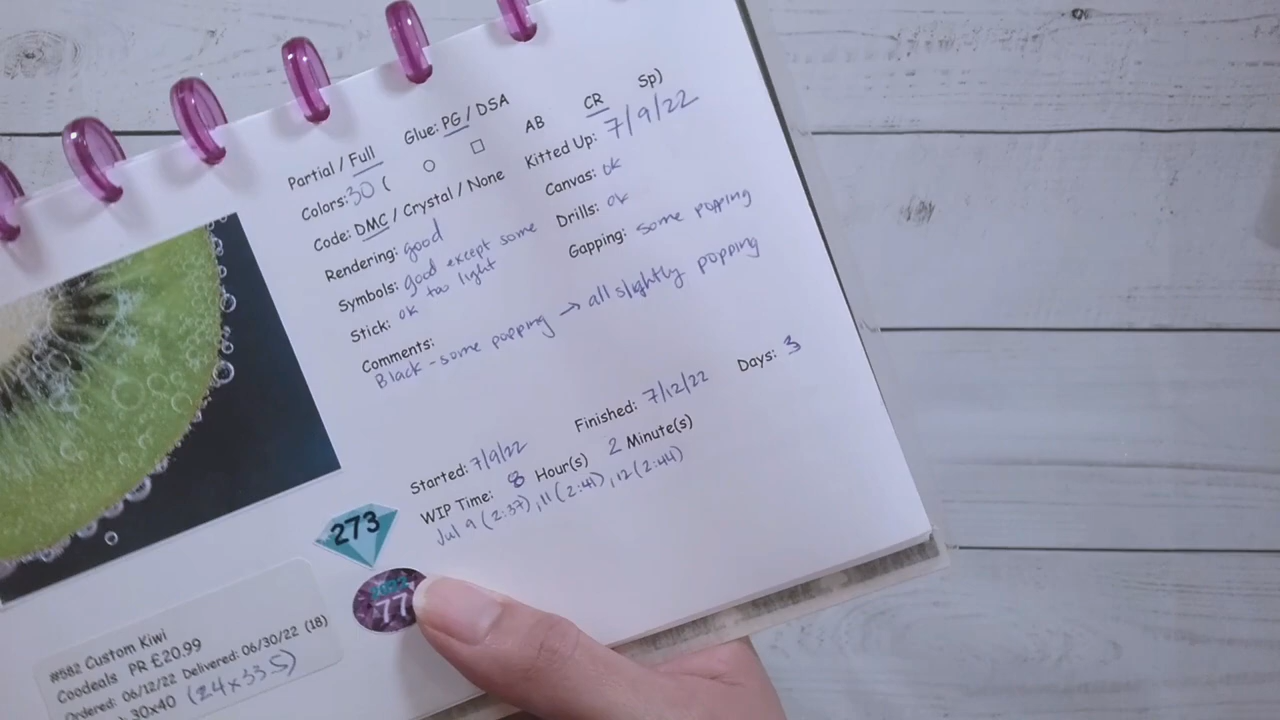 Partial / Full Glue: PG / DSA
Colors: 30 ( ○ □ AB CR Sp)
Code: DMC / Crystal / None Kitted Up: 7/9/22
Rendering: good Canvas: ok
Symbols: good except some too light Drills: ok
Stick: ok Gapping: some popping
Comments:
Black - some popping → all slightly popping
Started: 7/9/22 Finished: 7/12/22 Days: 3
WIP Time: 8 Hour(s) 2 Minute(s)
Jul 9 (2:37), 11 (2:41), 12 (2:44)
273
77
#582 Custom Kiwi
Coodeals PR £20.99
Ordered: 06/12/22 Delivered: 06/30/22 (18)
30x40 (24x33 S)